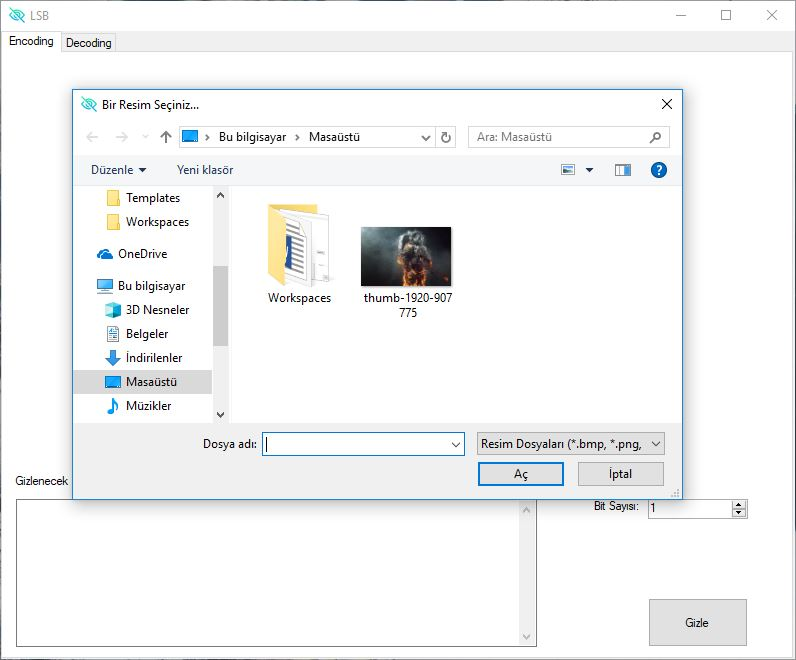 LSB
Encoding
Decoding
Bir Resim Seçiniz...
Bu bilgisayar
Masaüstü
Ara: Masaüstü
Düzenle
Yeni klasör
Templates
Workspaces
OneDrive
Bu bilgisayar
3D Nesneler
Belgeler
İndirilenler
Masaüstü
Müzikler
Workspaces
thumb-1920-907
775
Dosya adı:
Resim Dosyaları (*.bmp, *.png,
Aç
İptal
Gizlenecek
Bit Sayısı:
1
Gizle